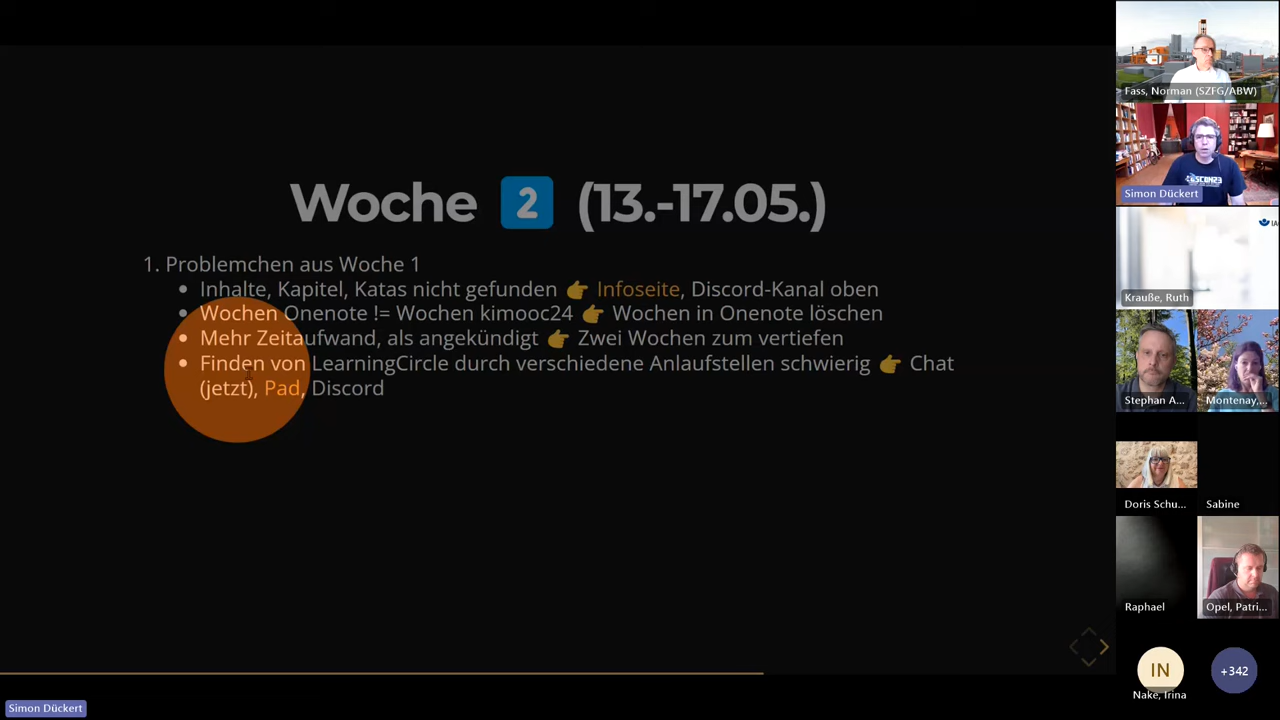 Woche 2 (13.-17.05.)
1. Problemchen aus Woche 1
• Inhalte, Kapitel, Katas nicht gefunden 👉 Infoseite, Discord-Kanal oben
• Wochen Onenote != Wochen kimooc24 👉 Wochen in Onenote löschen
• Mehr Zeitaufwand, als angekündigt 👉 Zwei Wochen zum vertiefen
• Finden von LearningCircle durch verschiedene Anlaufstellen schwierig 👉 Chat
(jetzt), Pad, Discord
Simon Dückert
Fass, Norman (SZFG/ABW)
Simon Dückert
Krauße, Ruth
Stephan A...
Montenay,...
Doris Schu...
Sabine
Raphael
Opel, Patri...
IN
Nake, Irina
+342